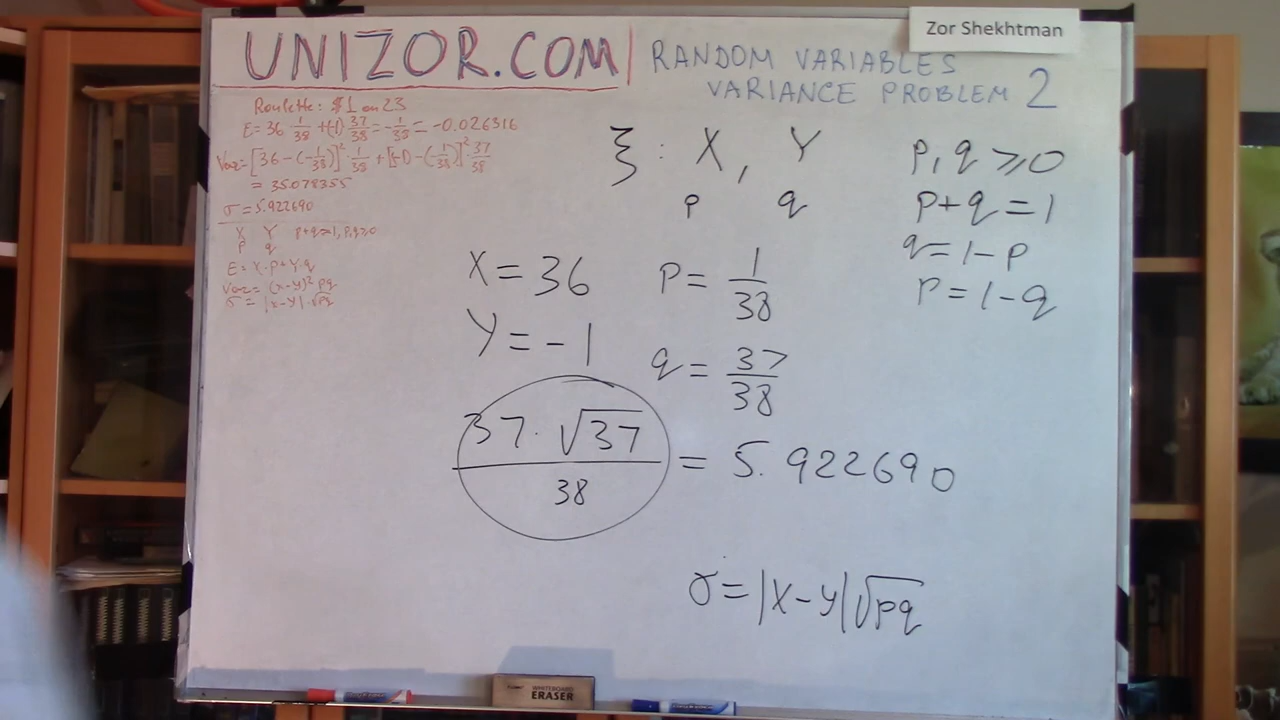 Zor Shekhtman
UNIZOR.COM
RANDOM VARIABLES
VARIANCE PROBLEM 2
Roulette: $1 on 23
E = 36 1/38 + (-1) 37/38 = -1/38 = -0.026316
Var = [36 - (-1/38)]² · 1/38 + [(-1) - (-1/38)]² · 37/38
= 35.078355
σ = 5.922690
X Y p+q=1, p,q≥0
p q
E = X·p + Y·q
Var = (x-y)² pq
σ = |x-y|·√pq
ξ : X, Y
p q
p, q ≥ 0
p + q = 1
q = 1 - p
p = 1 - q
X = 36 p = 1/38
Y = -1 q = 37/38
37·√37 / 38 = 5.922690
σ = |X-Y|√pq
WHITEBOARD
ERASER